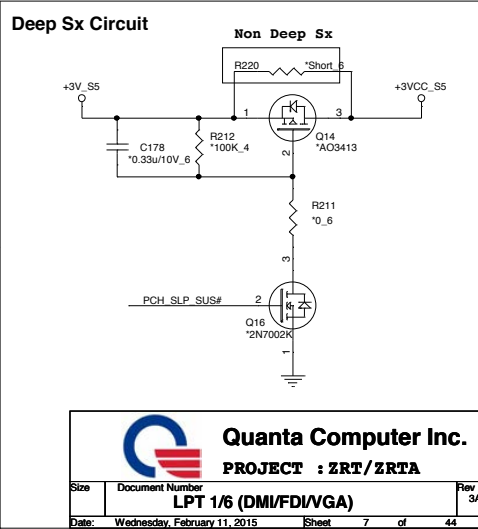 Deep Sx Circuit
Non Deep Sx
R220
*Short_6
+3V_S5
+3VCC_S5
1
3
C178
*0.33u/10V_6
R212
*100K_4
Q14
*AO3413
2
R211
*0_6
3
PCH_SLP_SUS#
2
Q16
*2N7002K
1
Quanta Computer Inc.
PROJECT : ZRT/ZRTA
Size
Document Number
Rev
LPT 1/6 (DMI/FDI/VGA)
3A
Date:
Wednesday, February 11, 2015
Sheet
7
of
44